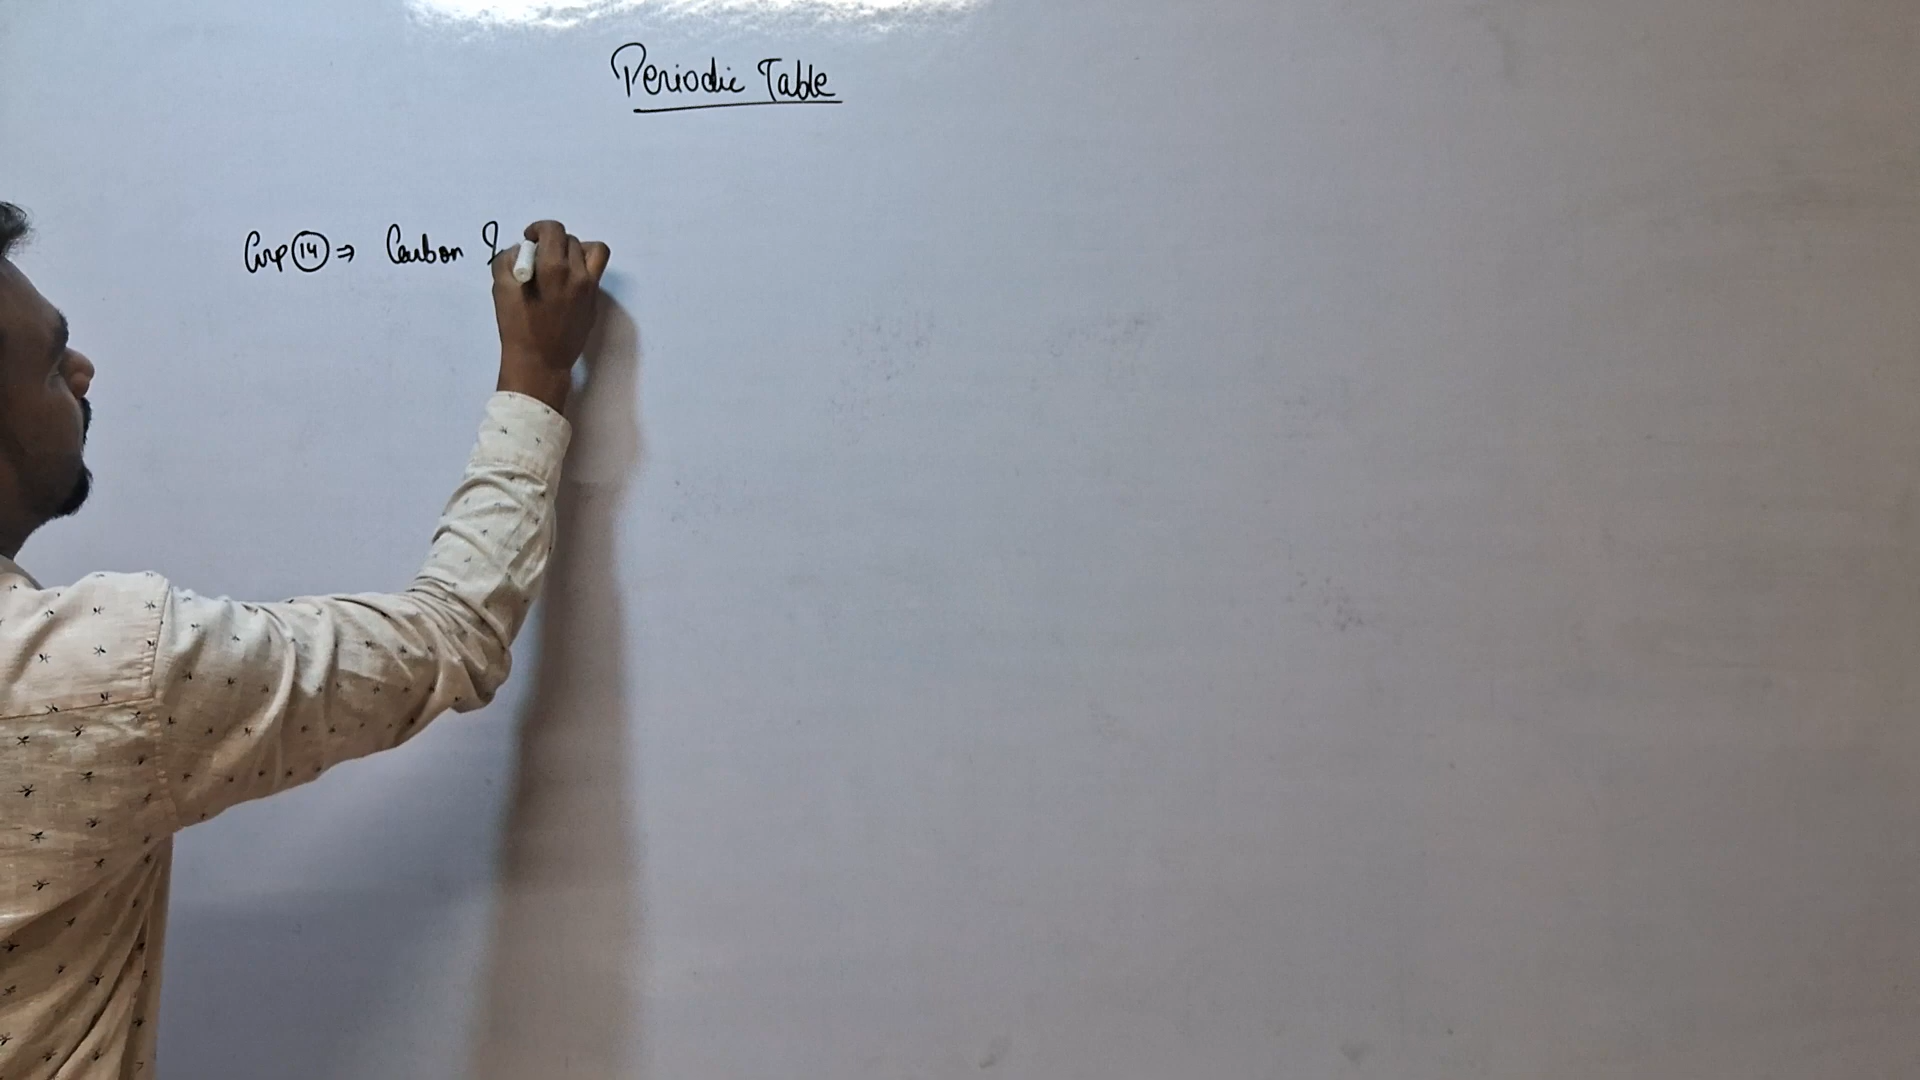 Periodic Table
Grp 14 ⇒ Carbon